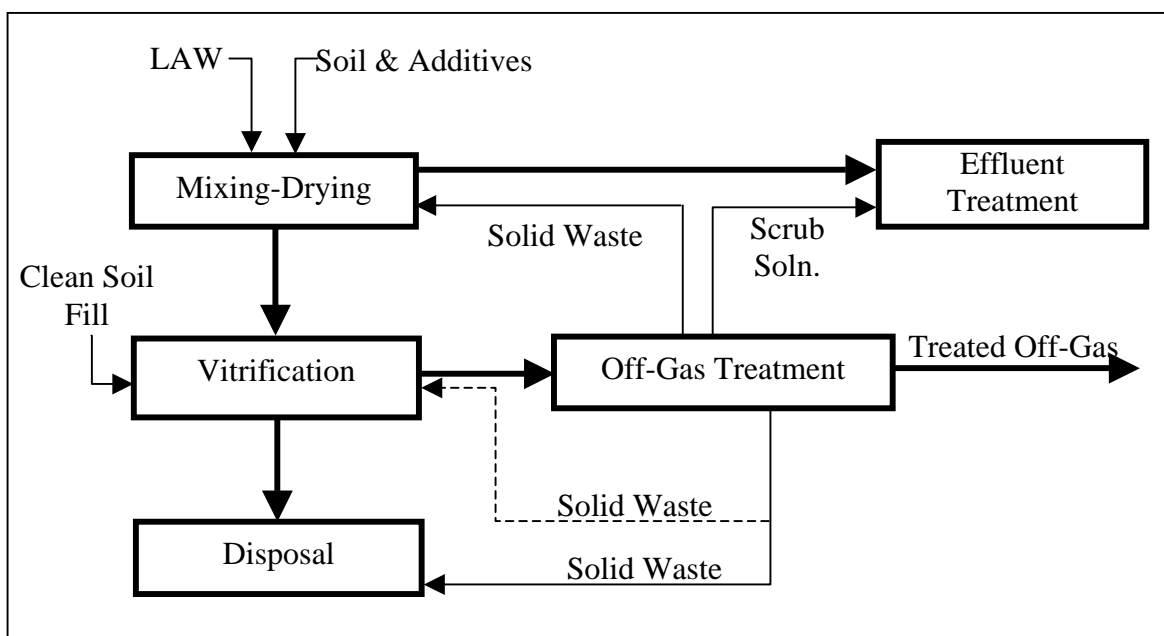 LAW
Soil & Additives
Mixing-Drying
Effluent
Treatment
Solid Waste
Scrub
Soln.
Clean Soil
Fill
Vitrification
Off-Gas Treatment
Treated Off-Gas
Solid Waste
Disposal
Solid Waste